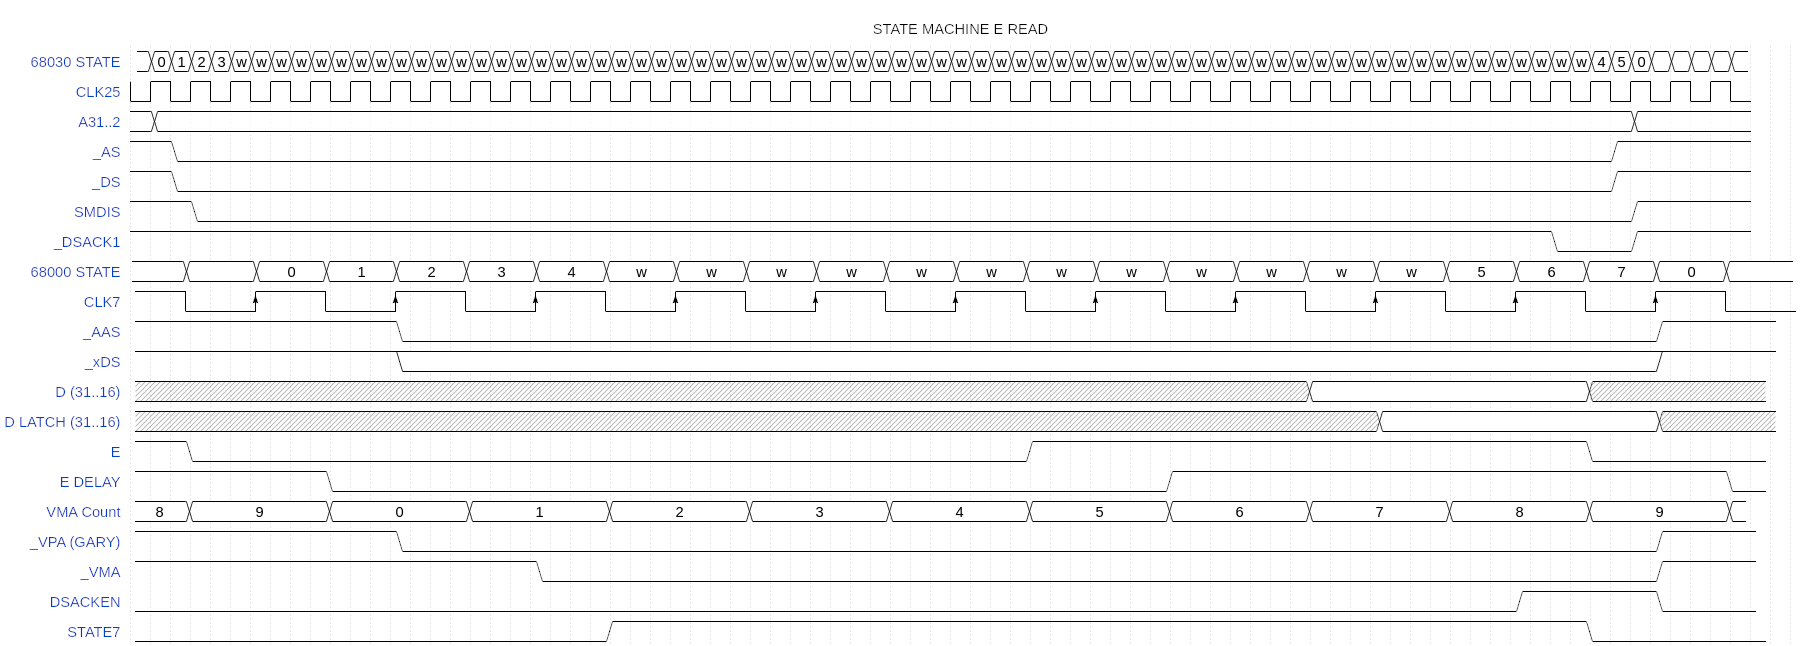 STATE MACHINE E READ
68030 STATE 0 1 2 3 w w w w w w w w w w w w w w w w w w w w w w w w w w w w w w w w w w w w w w w w w w w w w w w w w w w w w w w w w w w w w w w w w w w w 4 5 0
CLK25
A31..2
_AS
_DS
SMDIS
_DSACK1
68000 STATE 0 1 2 3 4 w w w w w w w w w w w w 5 6 7 0
CLK7
_AAS
_xDS
D (31..16)
D LATCH (31..16)
E
E DELAY
VMA Count 8 9 0 1 2 3 4 5 6 7 8 9
_VPA (GARY)
_VMA
DSACKEN
STATE7